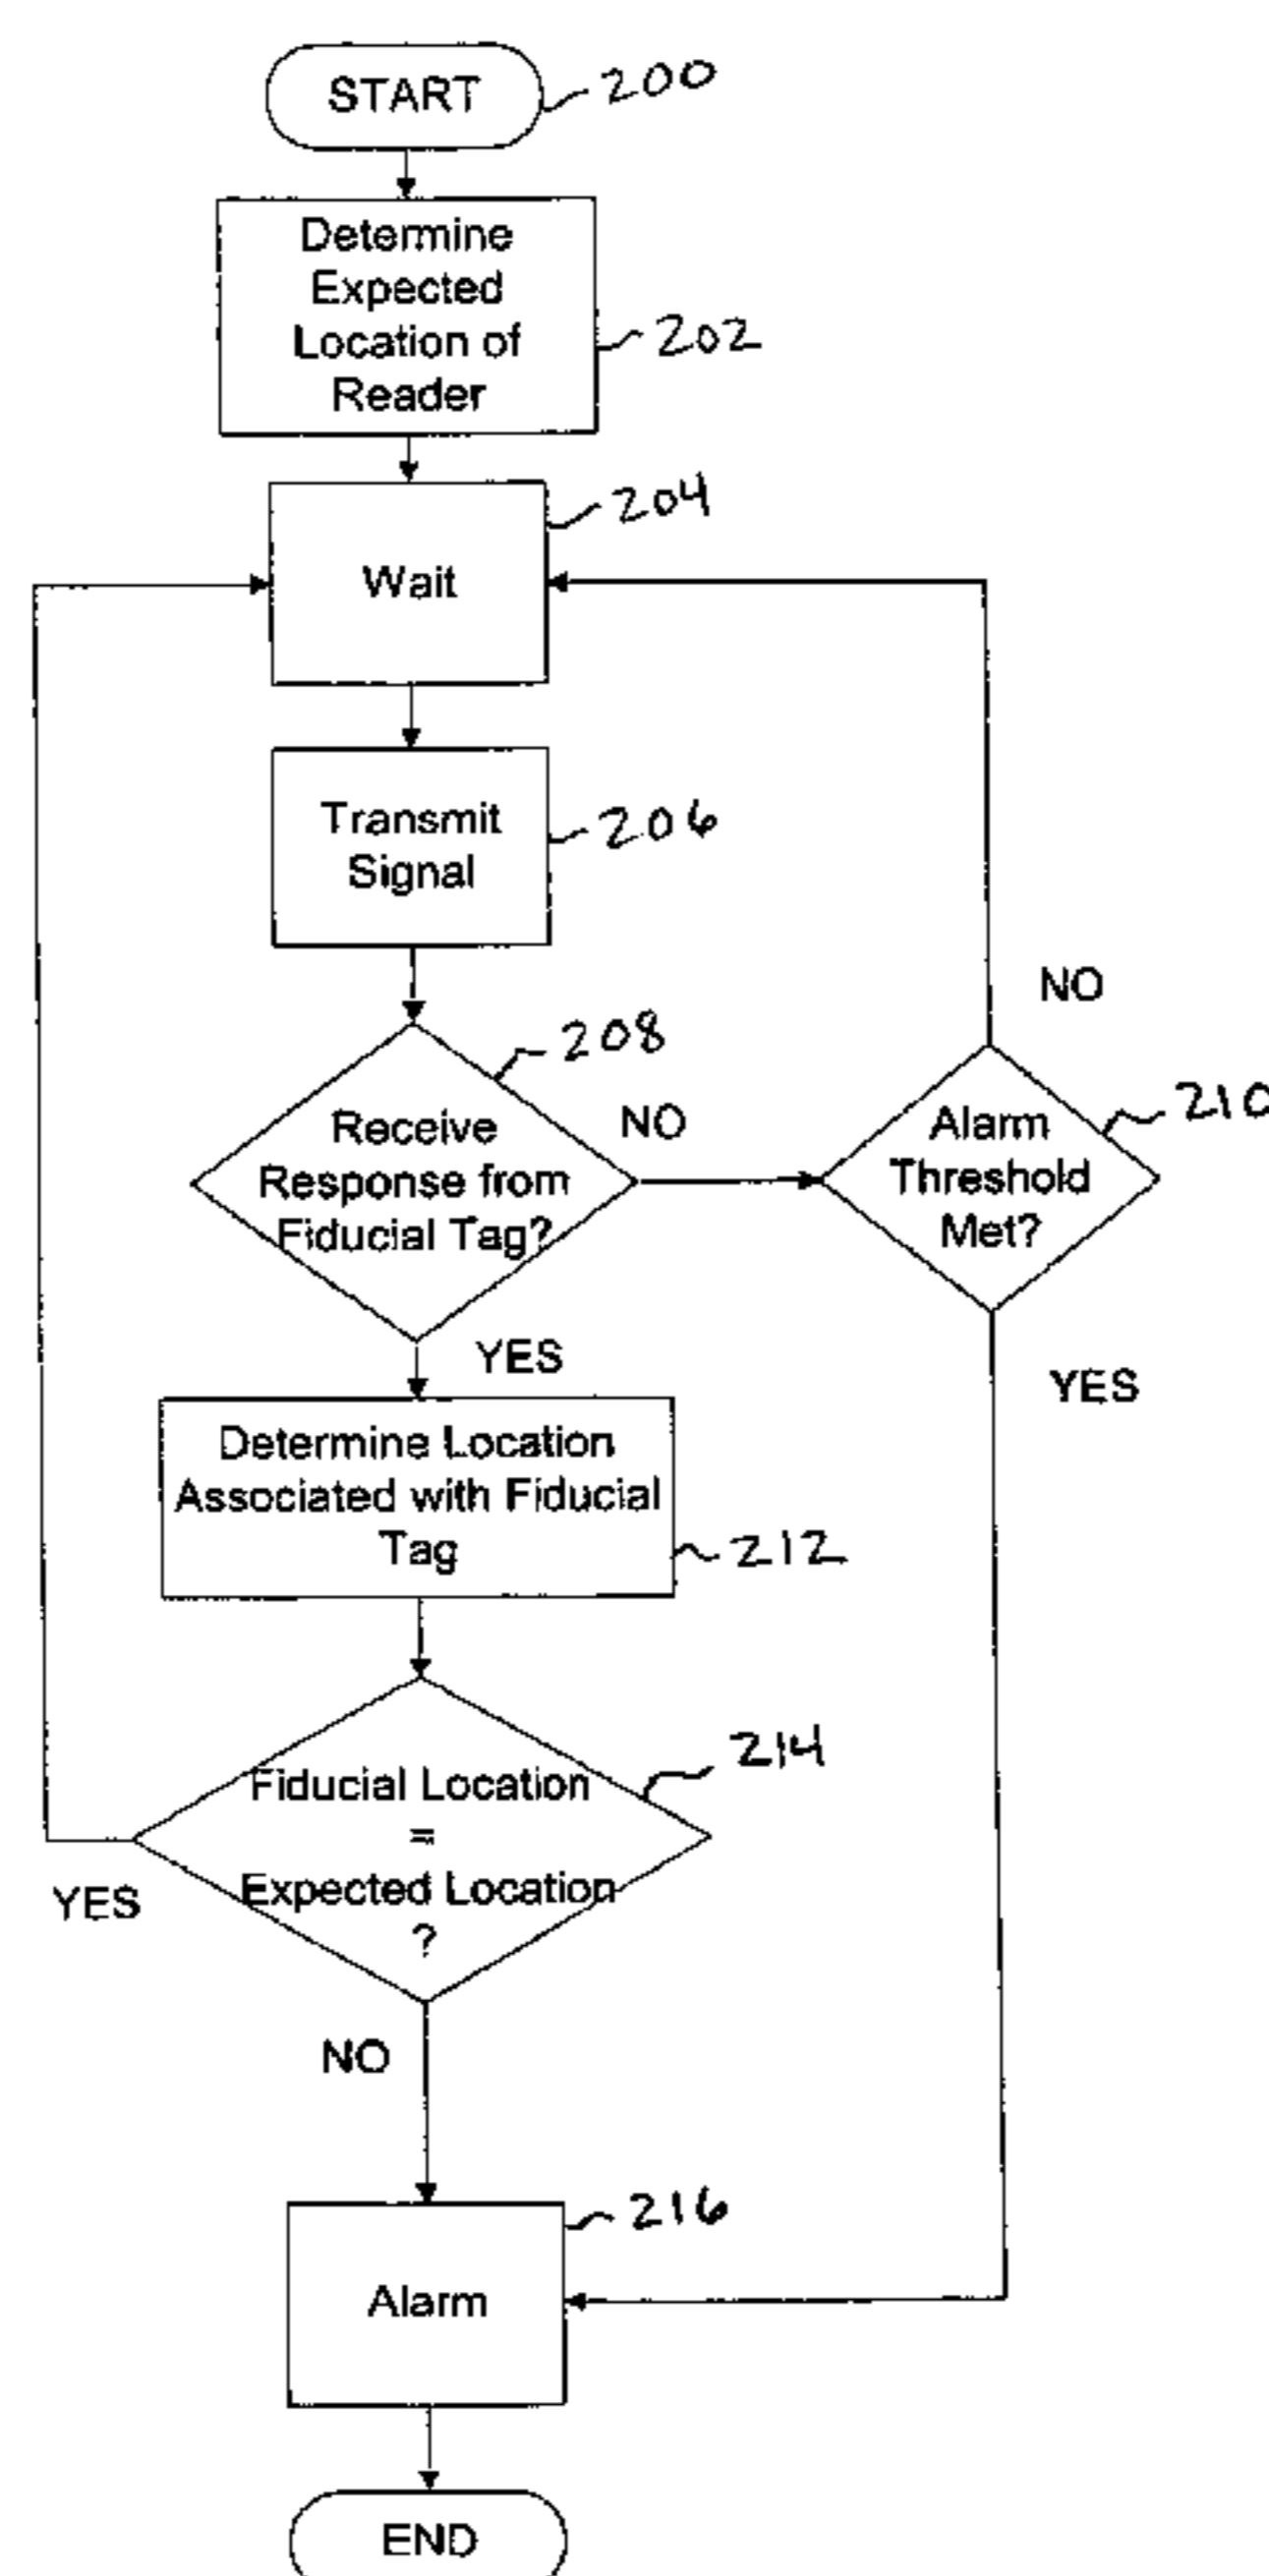 START
200
Determine
Expected
Location of
Reader
202
204
Wait
Transmit
Signal
206
NO
208
Receive
Response from
Fiducial Tag?
NO
Alarm
Threshold
Met?
210
YES
YES
Determine Location
Associated with Fiducial
Tag
212
214
Fiducial Location
=
Expected Location
?
YES
NO
216
Alarm
END